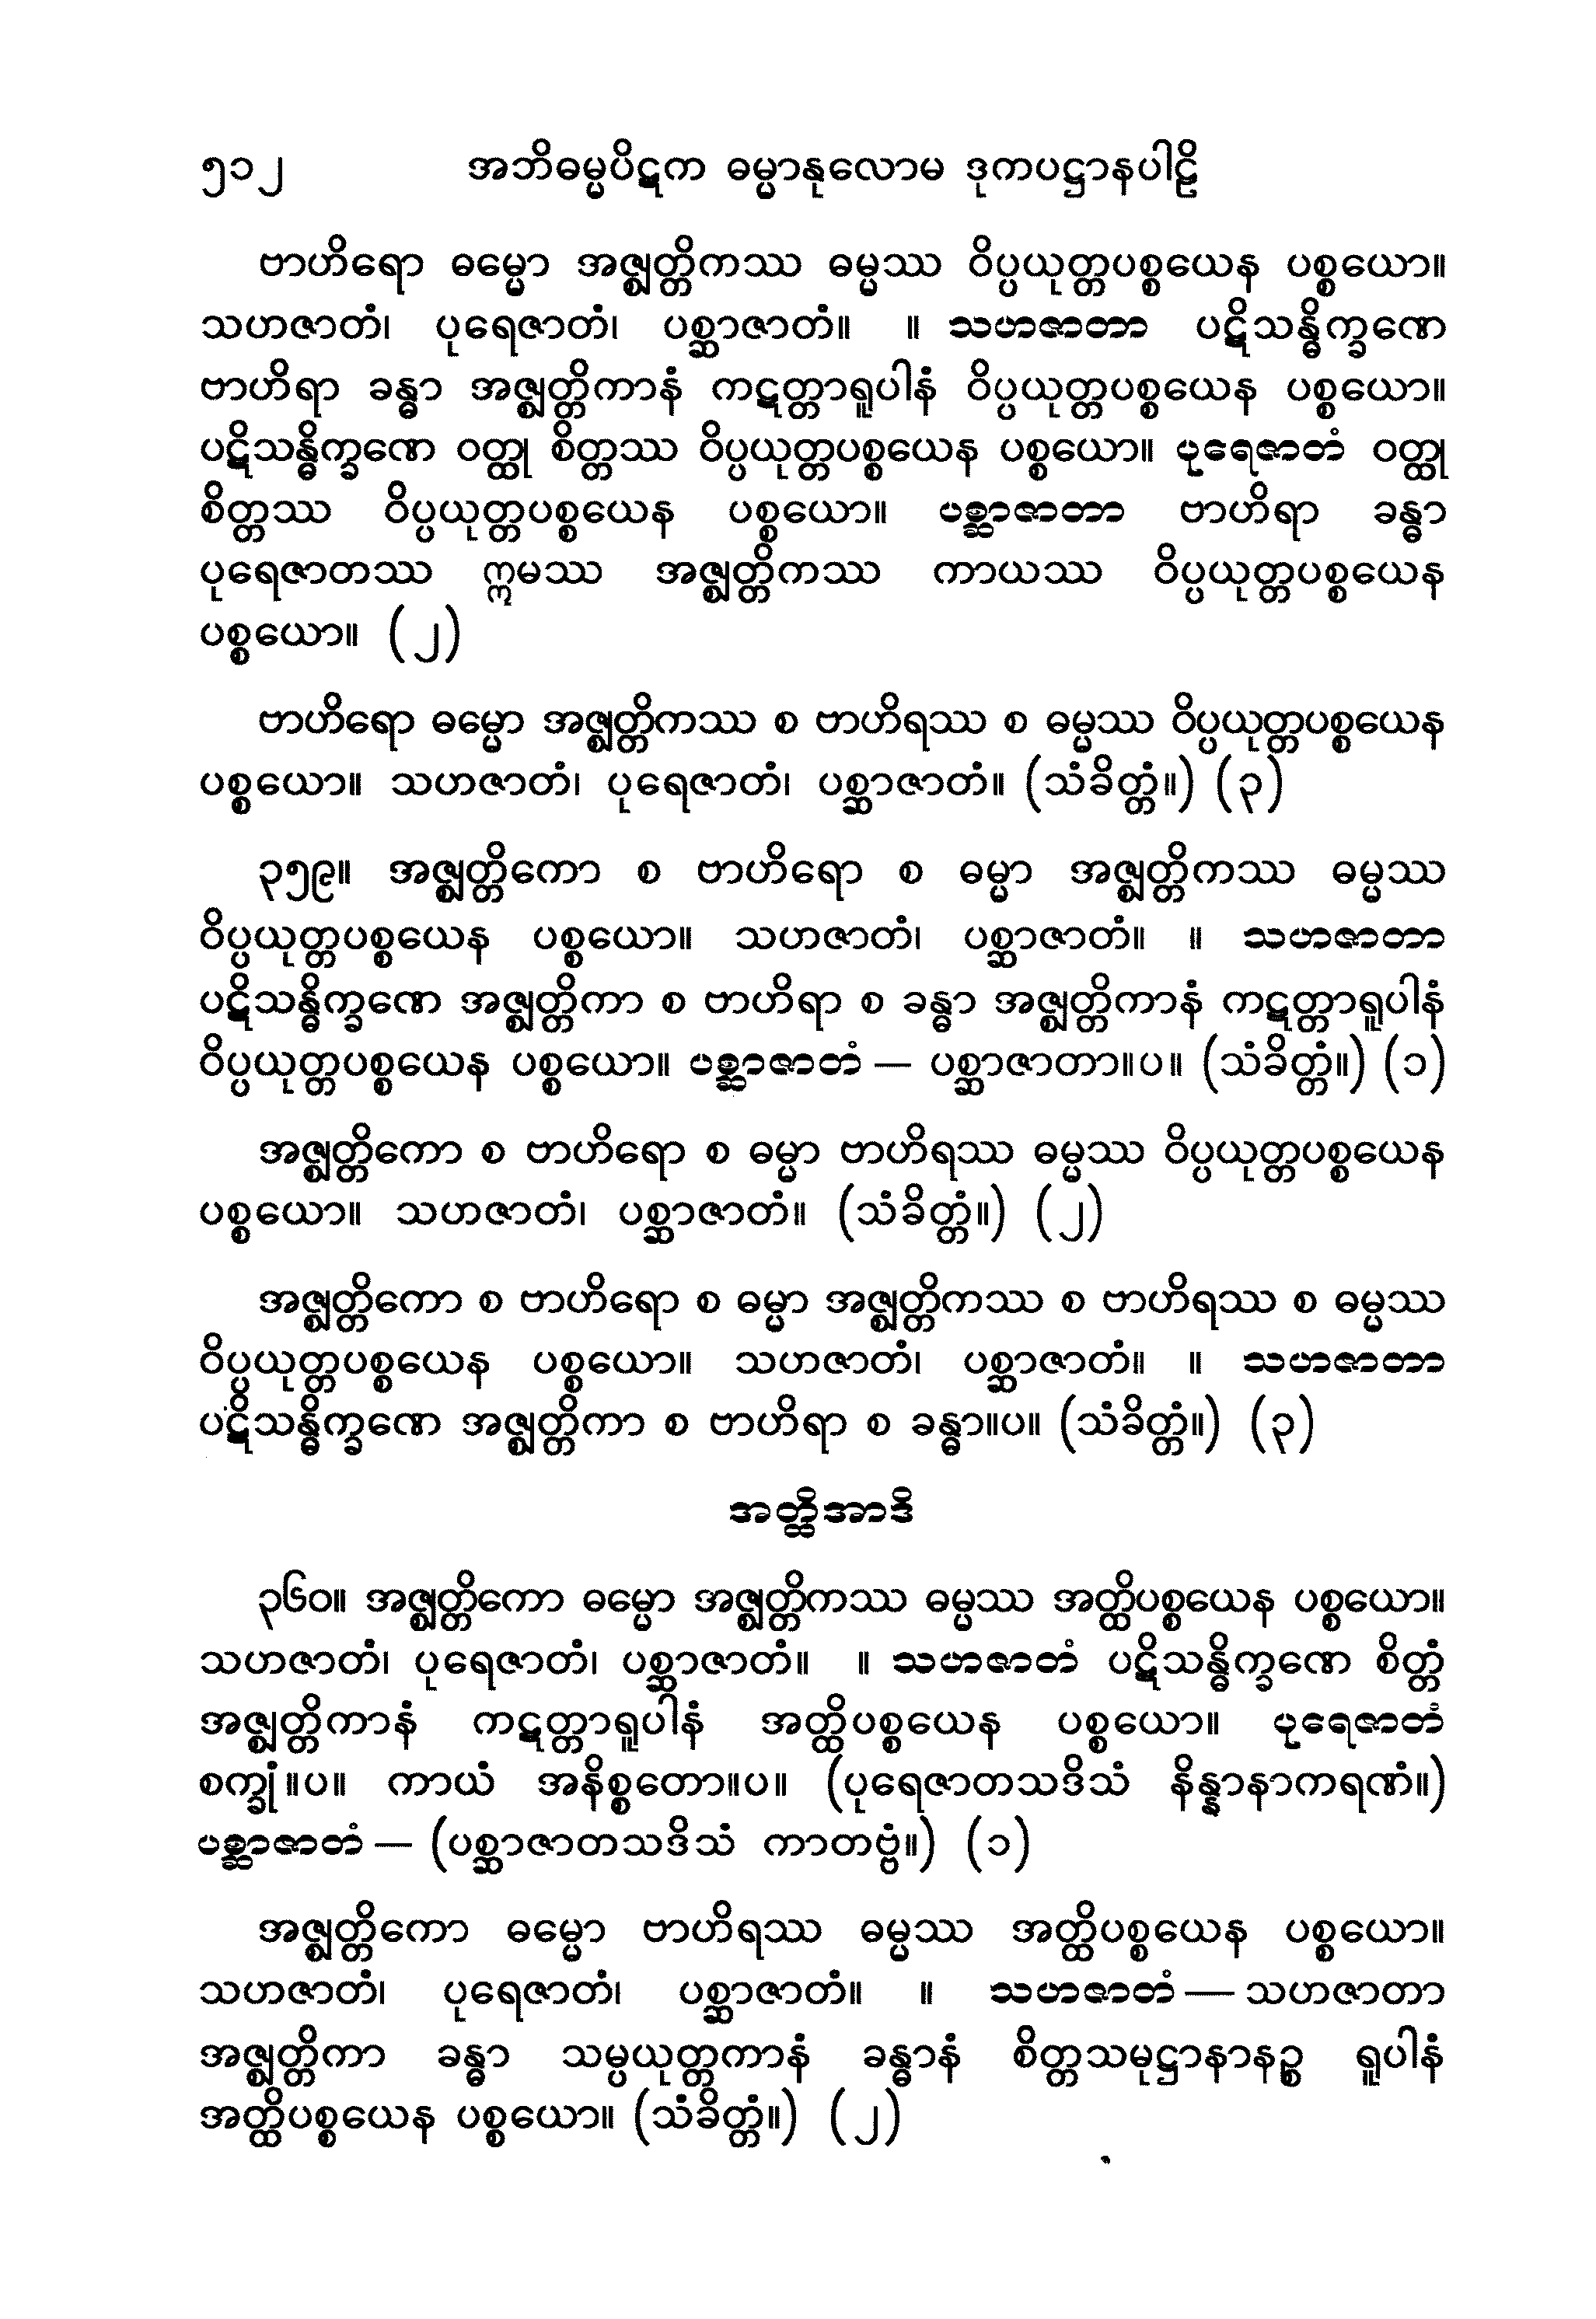 ၅၁၂ အဘိဓမ္မပိဋက ဓမ္မာနုလောမ ဒုကပဋ္ဌာနပါဠိ
ဗာဟိရော ဓမ္မော အဇ္ဈတ္တိကဿ ဓမ္မဿ ဝိပ္ပယုတ္တပစ္စယေန ပစ္စယော။
သဟဇာတံ၊ ပုရေဇာတံ၊ ပစ္ဆာဇာတံ။ ။ သဟဇာတာ ပဋိသန္ဓိက္ခဏေ
ဗာဟိရာ ခန္ဓာ အဇ္ဈတ္တိကာနံ ကဋတ္တာရူပါနံ ဝိပ္ပယုတ္တပစ္စယေန ပစ္စယော။
ပဋိသန္ဓိက္ခဏေ ဝတ္ထု စိတ္တဿ ဝိပ္ပယုတ္တပစ္စယေန ပစ္စယော။ ပုရေဇာတံ ဝတ္ထု
စိတ္တဿ ဝိပ္ပယုတ္တပစ္စယေန ပစ္စယော။ ပစ္ဆာဇာတာ ဗာဟိရာ ခန္ဓာ
ပုရေဇာတဿ ဣမဿ အဇ္ဈတ္တိကဿ ကာယဿ ဝိပ္ပယုတ္တပစ္စယေန
ပစ္စယော။ (၂)
ဗာဟိရော ဓမ္မော အဇ္ဈတ္တိကဿ စ ဗာဟိရဿ စ ဓမ္မဿ ဝိပ္ပယုတ္တပစ္စယေန
ပစ္စယော။ သဟဇာတံ၊ ပုရေဇာတံ၊ ပစ္ဆာဇာတံ။ (သံခိတ္တံ။) (၃)
၃၅၉။ အဇ္ဈတ္တိကော စ ဗာဟိရော စ ဓမ္မာ အဇ္ဈတ္တိကဿ ဓမ္မဿ
ဝိပ္ပယုတ္တပစ္စယေန ပစ္စယော။ သဟဇာတံ၊ ပစ္ဆာဇာတံ။ ။ သဟဇာတာ
ပဋိသန္ဓိက္ခဏေ အဇ္ဈတ္တိကာ စ ဗာဟိရာ စ ခန္ဓာ အဇ္ဈတ္တိကာနံ ကဋတ္တာရူပါနံ
ဝိပ္ပယုတ္တပစ္စယေန ပစ္စယော။ ပစ္ဆာဇာတံ — ပစ္ဆာဇာတာ။ပ။ (သံခိတ္တံ။) (၁)
အဇ္ဈတ္တိကော စ ဗာဟိရော စ ဓမ္မာ ဗာဟိရဿ ဓမ္မဿ ဝိပ္ပယုတ္တပစ္စယေန
ပစ္စယော။ သဟဇာတံ၊ ပစ္ဆာဇာတံ။ (သံခိတ္တံ။) (၂)
အဇ္ဈတ္တိကော စ ဗာဟိရော စ ဓမ္မာ အဇ္ဈတ္တိကဿ စ ဗာဟိရဿ စ ဓမ္မဿ
ဝိပ္ပယုတ္တပစ္စယေန ပစ္စယော။ သဟဇာတံ၊ ပစ္ဆာဇာတံ။ ။ သဟဇာတာ
ပဋိသန္ဓိက္ခဏေ အဇ္ဈတ္တိကာ စ ဗာဟိရာ စ ခန္ဓာ။ပ။ (သံခိတ္တံ။) (၃)
အတ္ထိအာဒိ
၃၆၀။ အဇ္ဈတ္တိကော ဓမ္မော အဇ္ဈတ္တိကဿ ဓမ္မဿ အတ္ထိပစ္စယေန ပစ္စယော။
သဟဇာတံ၊ ပုရေဇာတံ၊ ပစ္ဆာဇာတံ။ ။ သဟဇာတံ ပဋိသန္ဓိက္ခဏေ စိတ္တံ
အဇ္ဈတ္တိကာနံ ကဋတ္တာရူပါနံ အတ္ထိပစ္စယေန ပစ္စယော။ ပုရေဇာတံ
စက္ခုံ။ပ။ ကာယံ အနိစ္စတော။ပ။ (ပုရေဇာတသဒိသံ နိန္နာနာကရဏံ။)
ပစ္ဆာဇာတံ — (ပစ္ဆာဇာတသဒိသံ ကာတဗ္ဗံ။) (၁)
အဇ္ဈတ္တိကော ဓမ္မော ဗာဟိရဿ ဓမ္မဿ အတ္ထိပစ္စယေန ပစ္စယော။
သဟဇာတံ၊ ပုရေဇာတံ၊ ပစ္ဆာဇာတံ။ ။ သဟဇာတံ — သဟဇာတာ
အဇ္ဈတ္တိကာ ခန္ဓာ သမ္ပယုတ္တကာနံ ခန္ဓာနံ စိတ္တသမုဋ္ဌာနာနဉ္စ ရူပါနံ
အတ္ထိပစ္စယေန ပစ္စယော။ (သံခိတ္တံ။) (၂)